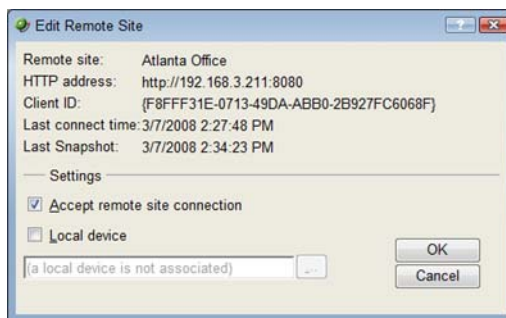 Edit Remote Site
Remote site: Atlanta Office
HTTP address: http://192.168.3.211:8080
Client ID: {F8FFF31E-0713-49DA-ABB0-2B927FC6068F}
Last connect time: 3/7/2008 2:27:48 PM
Last Snapshot: 3/7/2008 2:34:23 PM
Settings
Accept remote site connection
Local device
(a local device is not associated) ...
OK
Cancel